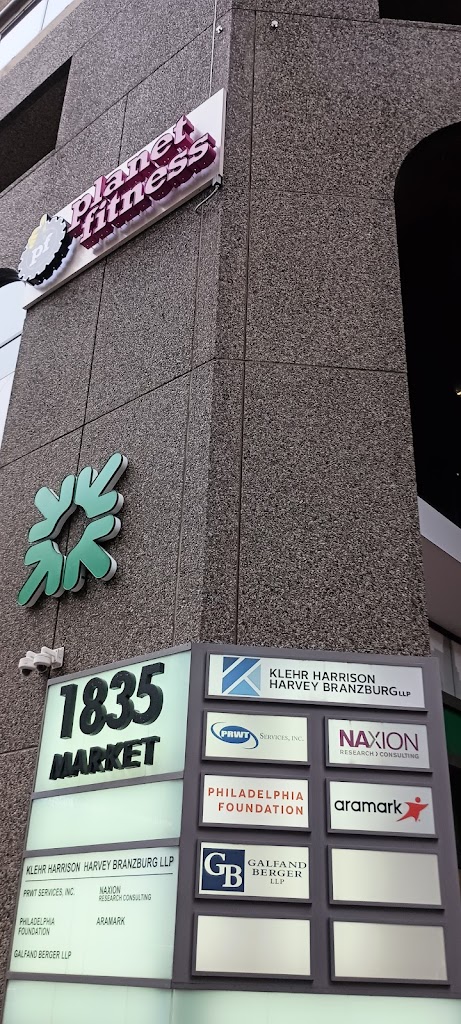 planet
fitness
pf
1835
MARKET
KLEHR HARRISON HARVEY BRANZBURG LLP
PRWT SERVICES, INC.
NAXION
RESEARCH CONSULTING
PHILADELPHIA
FOUNDATION
ARAMARK
GALFAND BERGER LLP
KLEHR HARRISON
HARVEY BRANZBURG LLP
PRWT SERVICES, INC.
NAXION
RESEARCH CONSULTING
PHILADELPHIA
FOUNDATION
aramark
GB GALFAND
BERGER
LLP